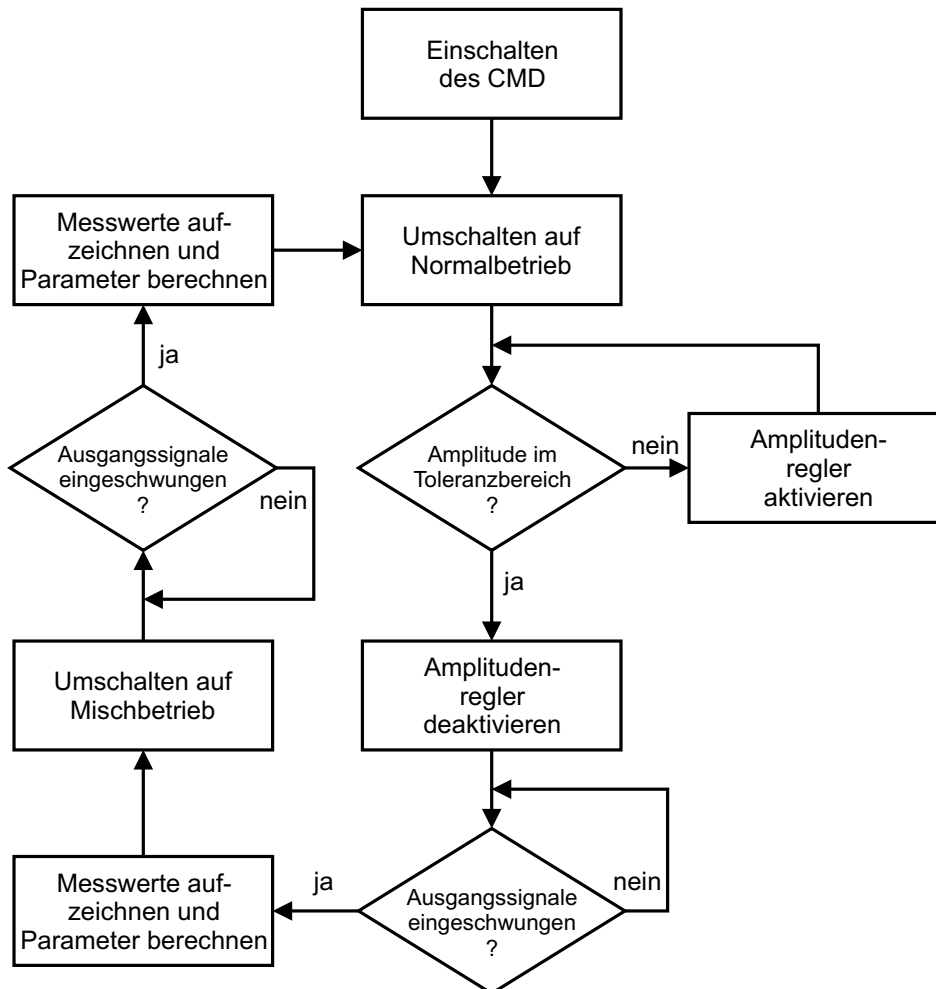 Einschalten
des CMD
Messwerte auf-
zeichnen und
Parameter berechnen
Umschalten auf
Normalbetrieb
ja
Ausgangssignale
eingeschwungen
?
nein
Amplitude im
Toleranzbereich
?
nein
Amplituden-
regler
aktivieren
ja
Umschalten auf
Mischbetrieb
Amplituden-
regler
deaktivieren
Messwerte auf-
zeichnen und
Parameter berechnen
ja
Ausgangssignale
eingeschwungen
?
nein